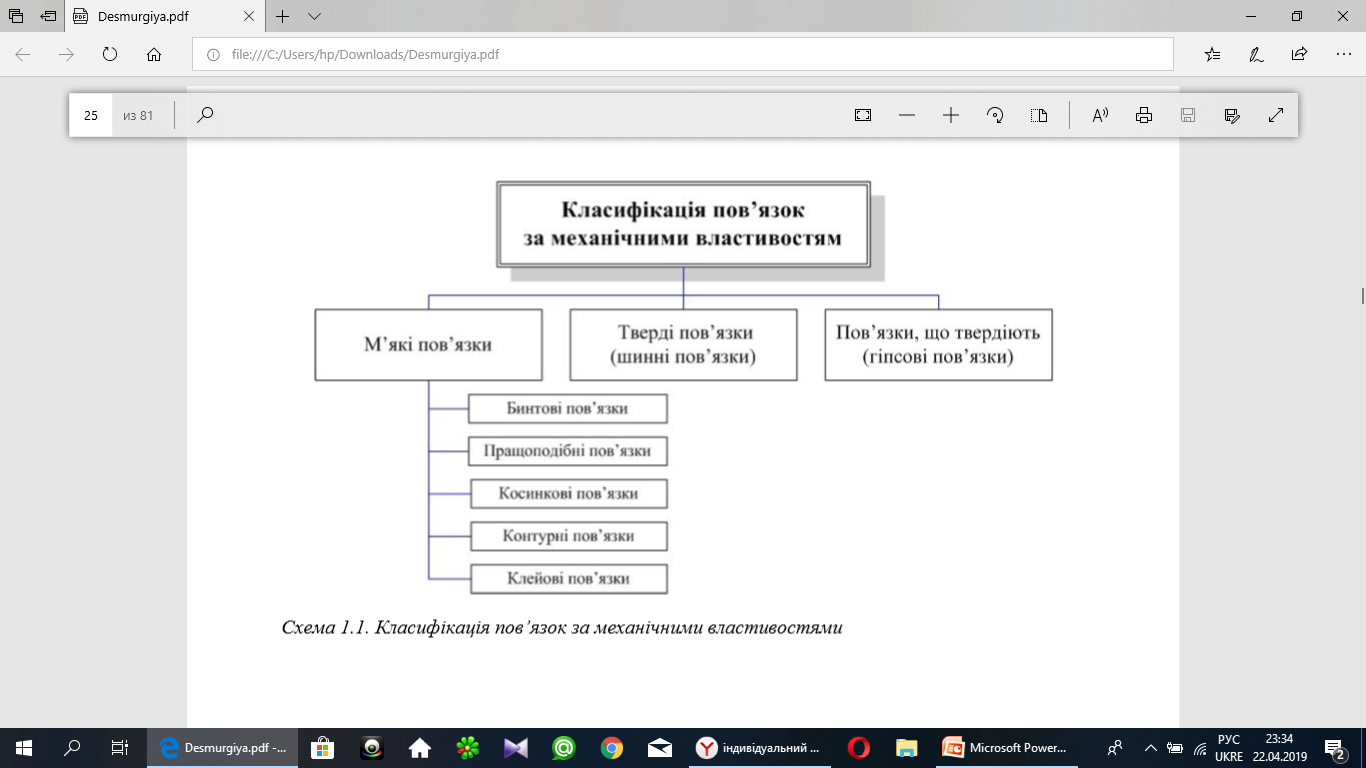 Desmurgiya.pdf
file:///C:/Users/hp/Downloads/Desmurgiya.pdf
25 из 81
Класифікація пов’язок
за механічними властивостям
М’які пов’язки
Тверді пов’язки
(шинні пов’язки)
Пов’язки, що твердіють
(гіпсові пов’язки)
Бинтові пов’язки
Пращоподібні пов’язки
Косинкові пов’язки
Контурні пов’язки
Клейові пов’язки
Схема 1.1. Класифікація пов’язок за механічними властивостями
Desmurgiya.pdf -...
індивідуальний ...
Microsoft Power...
РУС
UKRE
23:34
22.04.2019
2